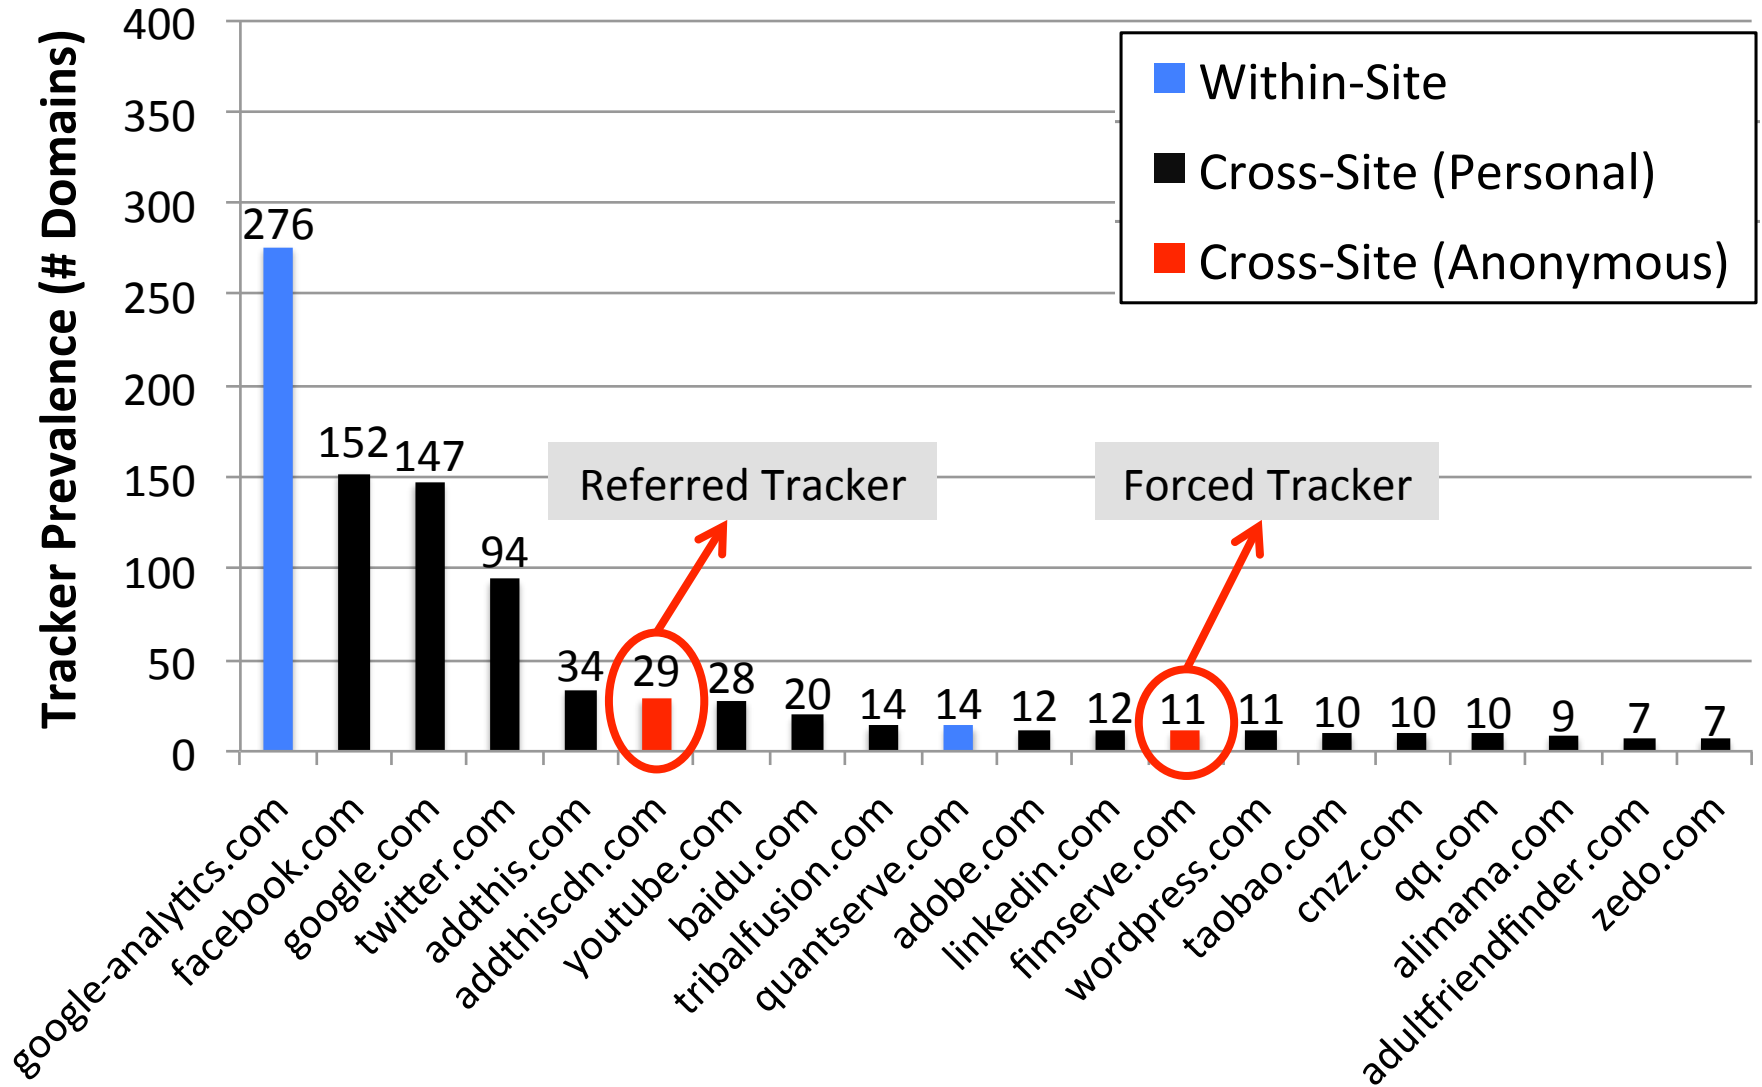 Tracker Prevalence (# Domains)
400
350
300
250
200
150
100
50
0
Within-Site
Cross-Site (Personal)
Cross-Site (Anonymous)
Referred Tracker
Forced Tracker
276
152
147
94
34
29
28
20
14
14
12
12
11
11
10
10
10
9
7
7
google-analytics.com
facebook.com
google.com
twitter.com
addthis.com
addthiscdn.com
youtube.com
baidu.com
tribalfusion.com
quantserve.com
adobe.com
linkedin.com
fimserve.com
wordpress.com
taobao.com
cnzz.com
qq.com
alimama.com
adultfriendfinder.com
zedo.com